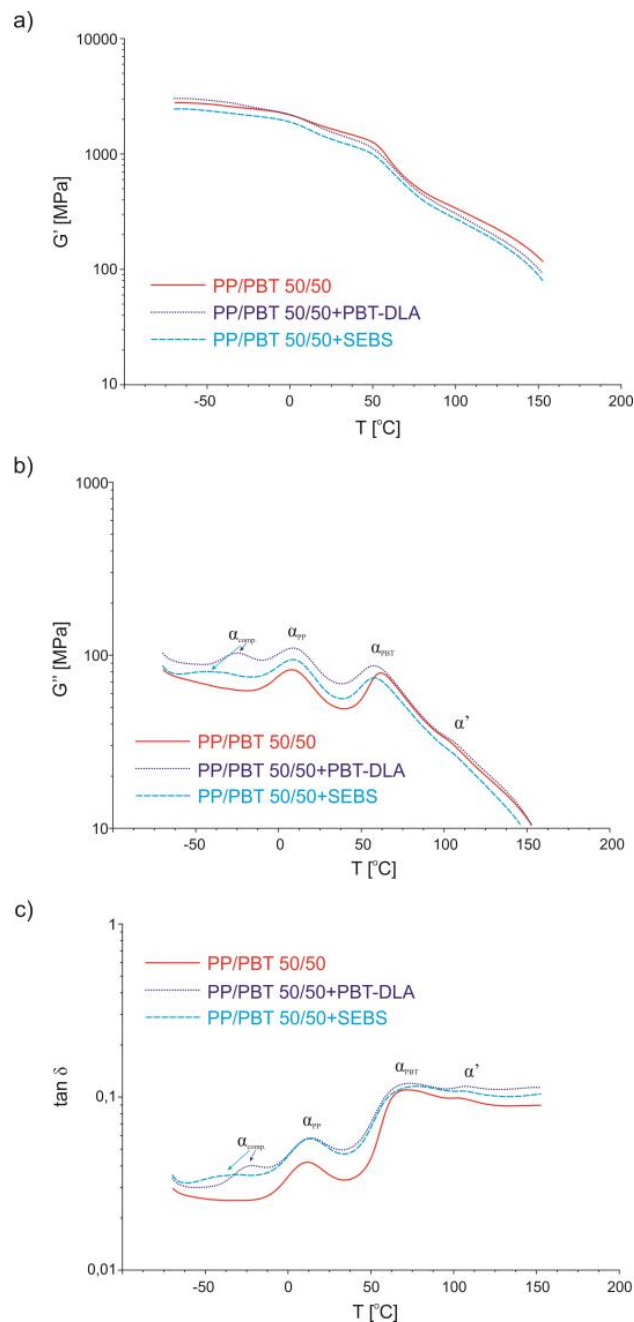 a)
10000
1000
100
10
G' [MPa]
PP/PBT 50/50
PP/PBT 50/50+PBT-DLA
PP/PBT 50/50+SEBS
-50 0 50 100 150 200
T [°C]
b)
1000
100
10
G'' [MPa]
αcomp.
αPP
αPBT
α'
PP/PBT 50/50
PP/PBT 50/50+PBT-DLA
PP/PBT 50/50+SEBS
-50 0 50 100 150 200
T [°C]
c)
1
0,1
0,01
tan δ
PP/PBT 50/50
PP/PBT 50/50+PBT-DLA
PP/PBT 50/50+SEBS
αcomp.
αPP
αPBT
α'
-50 0 50 100 150 200
T [°C]